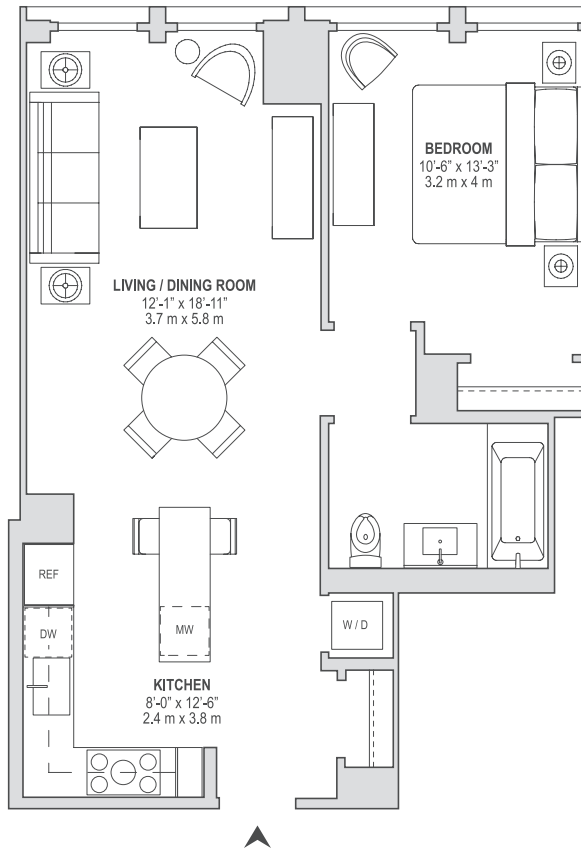 BEDROOM
10'-6" x 13'-3"
3.2 m x 4 m
LIVING / DINING ROOM
12'-1" x 18'-11"
3.7 m x 5.8 m
REF
DW
MW
W / D
KITCHEN
8'-0" x 12'-6"
2.4 m x 3.8 m